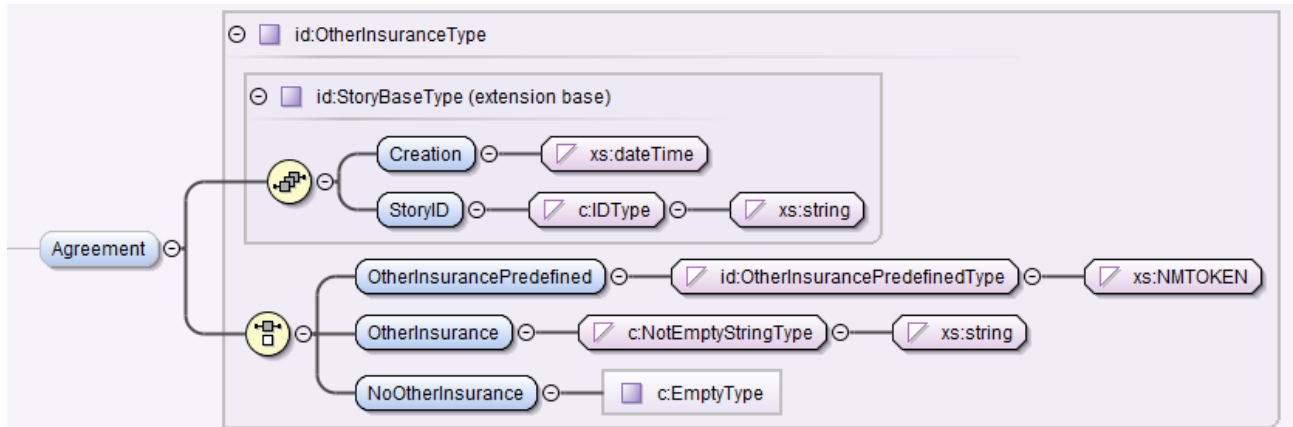 id:OtherInsuranceType
id:StoryBaseType (extension base)
Creation xs:dateTime
StoryID c:IDType xs:string
Agreement
OtherInsurancePredefined id:OtherInsurancePredefinedType xs:NMTOKEN
OtherInsurance c:NotEmptyStringType xs:string
NoOtherInsurance c:EmptyType